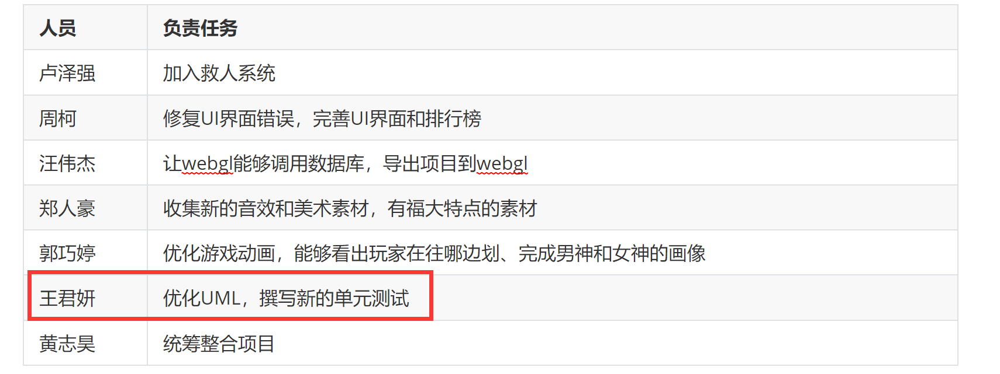 人员 负责任务
卢泽强 加入救人系统
周柯 修复UI界面错误，完善UI界面和排行榜
汪伟杰 让webgl能够调用数据库，导出项目到webgl
郑人豪 收集新的音效和美术素材，有福大特点的素材
郭巧婷 优化游戏动画，能够看出玩家在往哪边划、完成男神和女神的画像
王君妍 优化UML，撰写新的单元测试
黄志昊 统筹整合项目